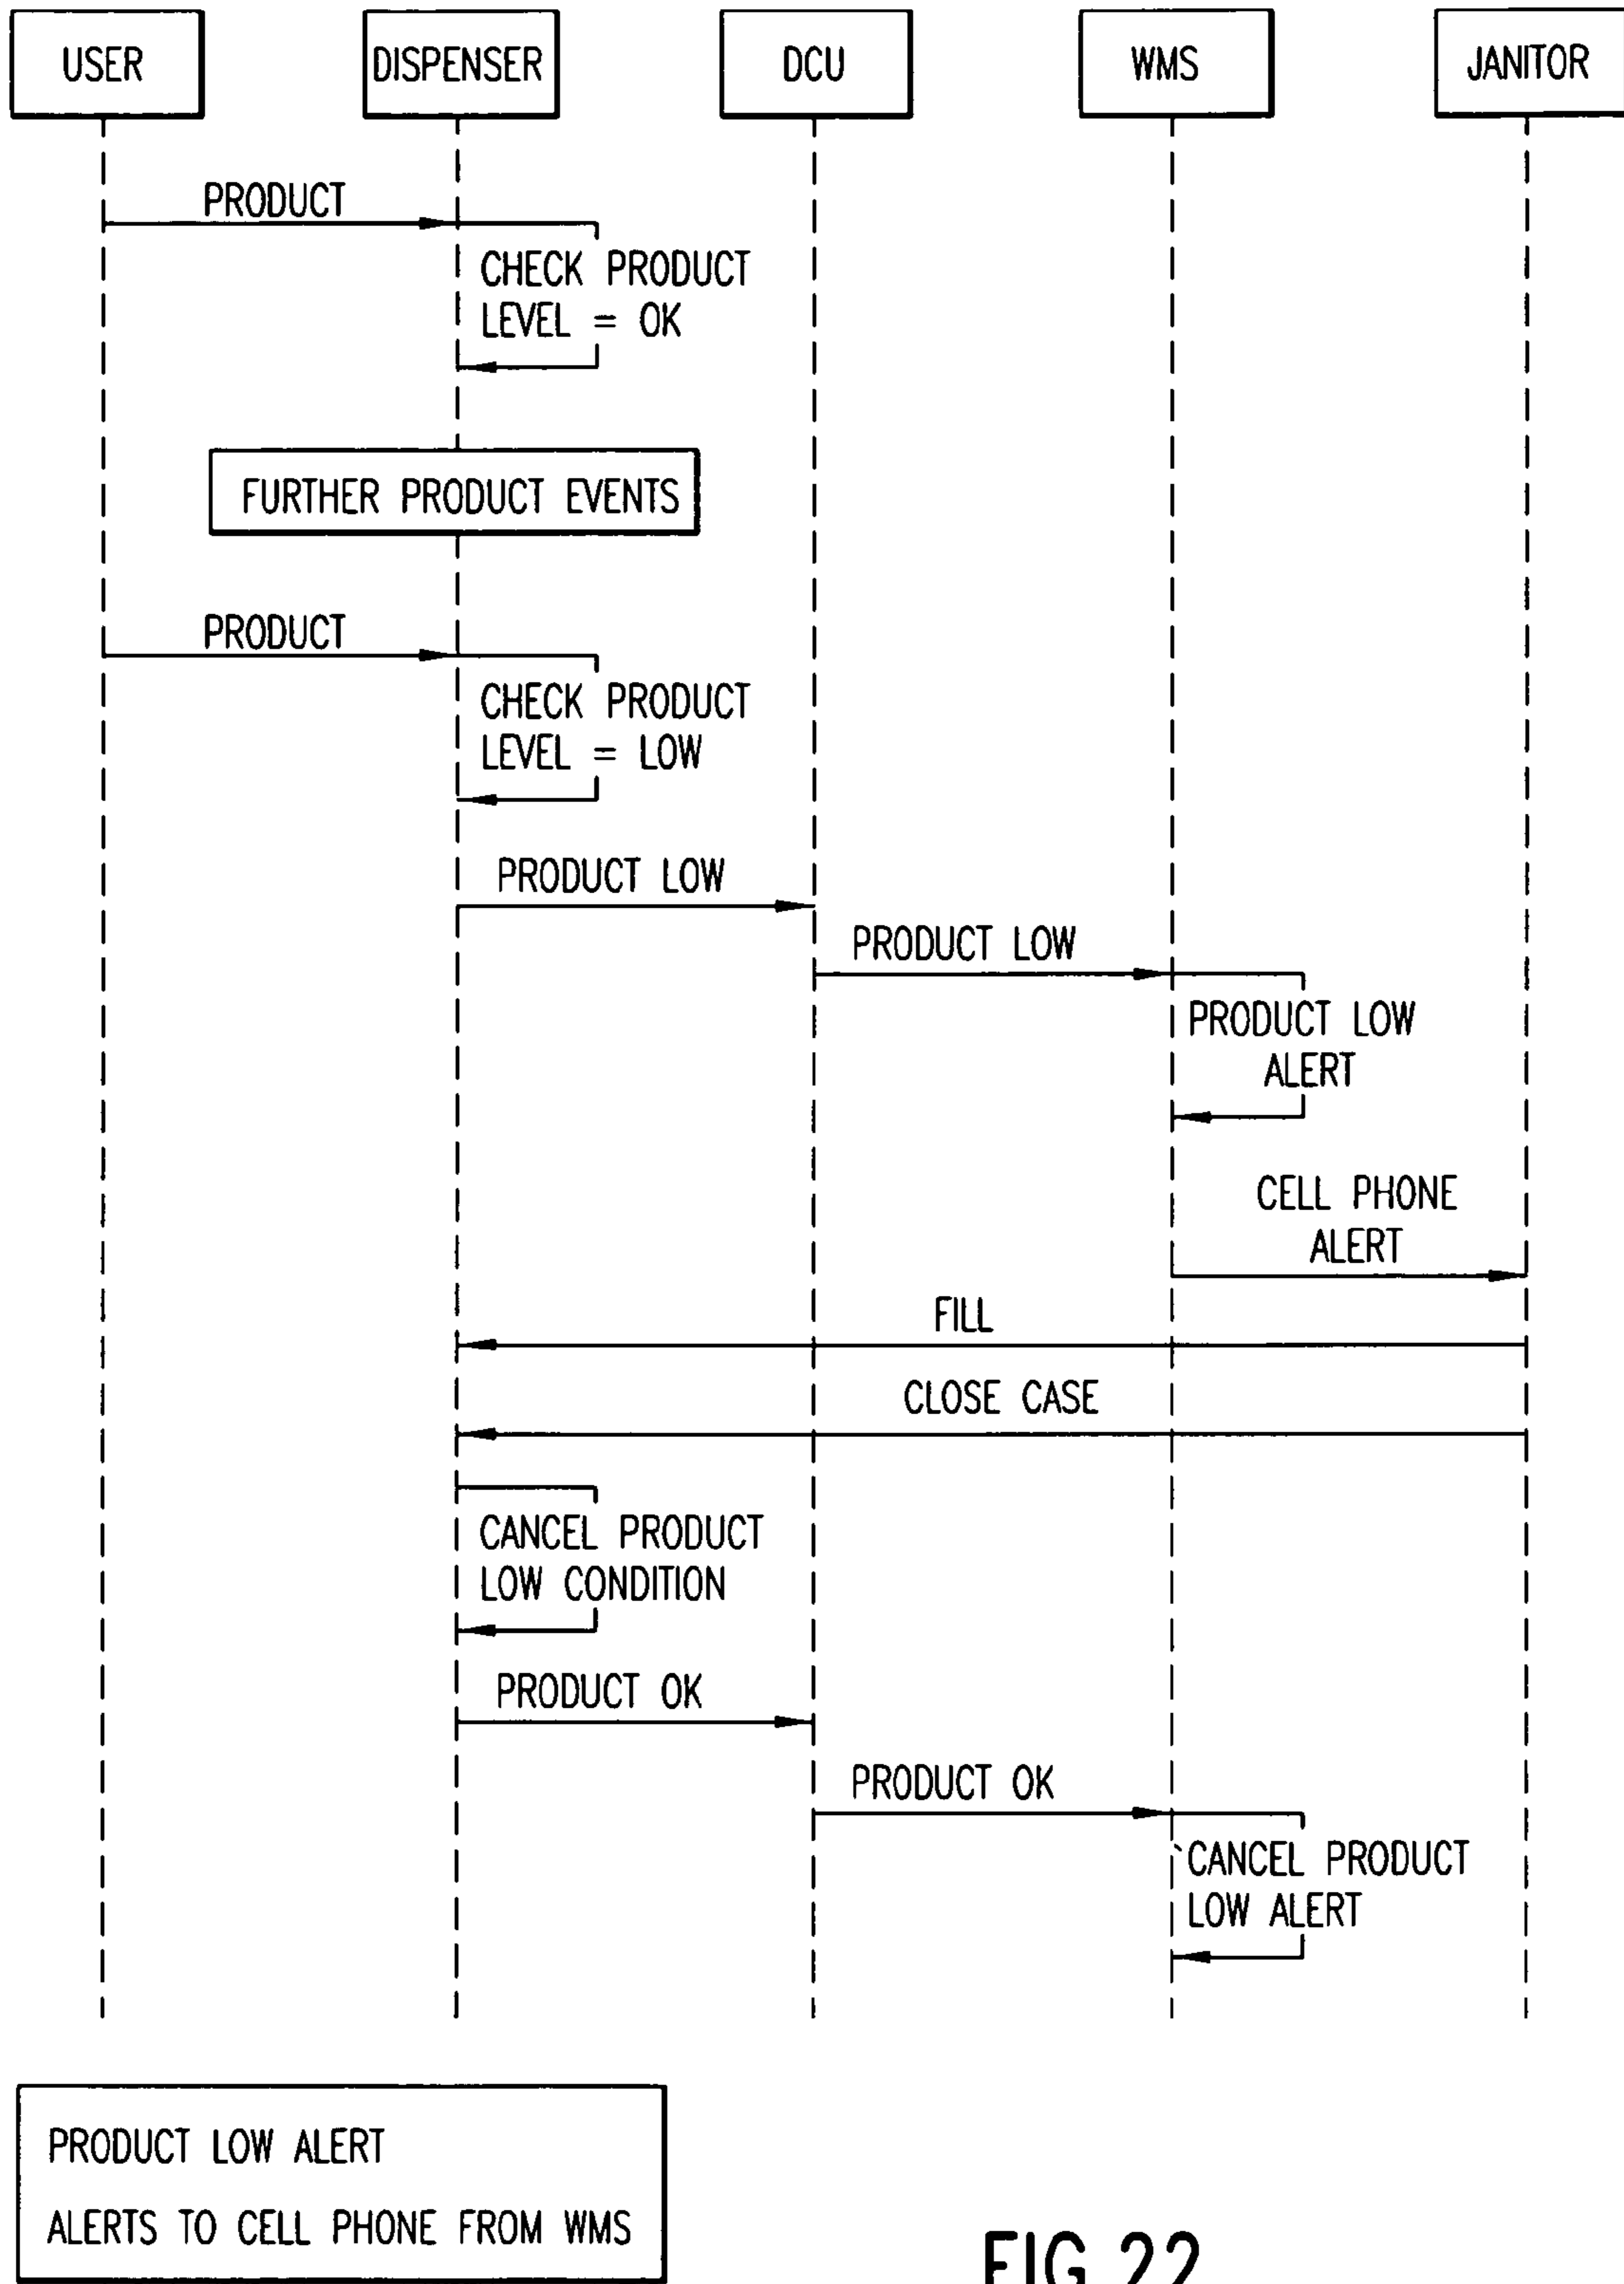 USER
DISPENSER
DCU
WMS
JANITOR
PRODUCT
CHECK PRODUCT
LEVEL = OK
FURTHER PRODUCT EVENTS
PRODUCT
CHECK PRODUCT
LEVEL = LOW
PRODUCT LOW
PRODUCT LOW
PRODUCT LOW
ALERT
CELL PHONE
ALERT
FILL
CLOSE CASE
CANCEL PRODUCT
LOW CONDITION
PRODUCT OK
PRODUCT OK
CANCEL PRODUCT
LOW ALERT
PRODUCT LOW ALERT
ALERTS TO CELL PHONE FROM WMS
FIG.22